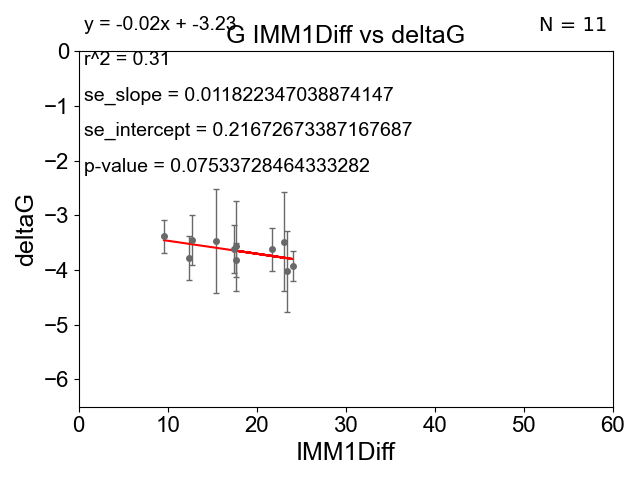 y = -0.02x + -3.23
G IMM1Diff vs deltaG
N = 11
r^2 = 0.31
se_slope = 0.011822347038874147
se_intercept = 0.21672673387167687
p-value = 0.07533728464333282
0
−1
−2
−3
−4
−5
−6
deltaG
0 10 20 30 40 50 60
IMM1Diff